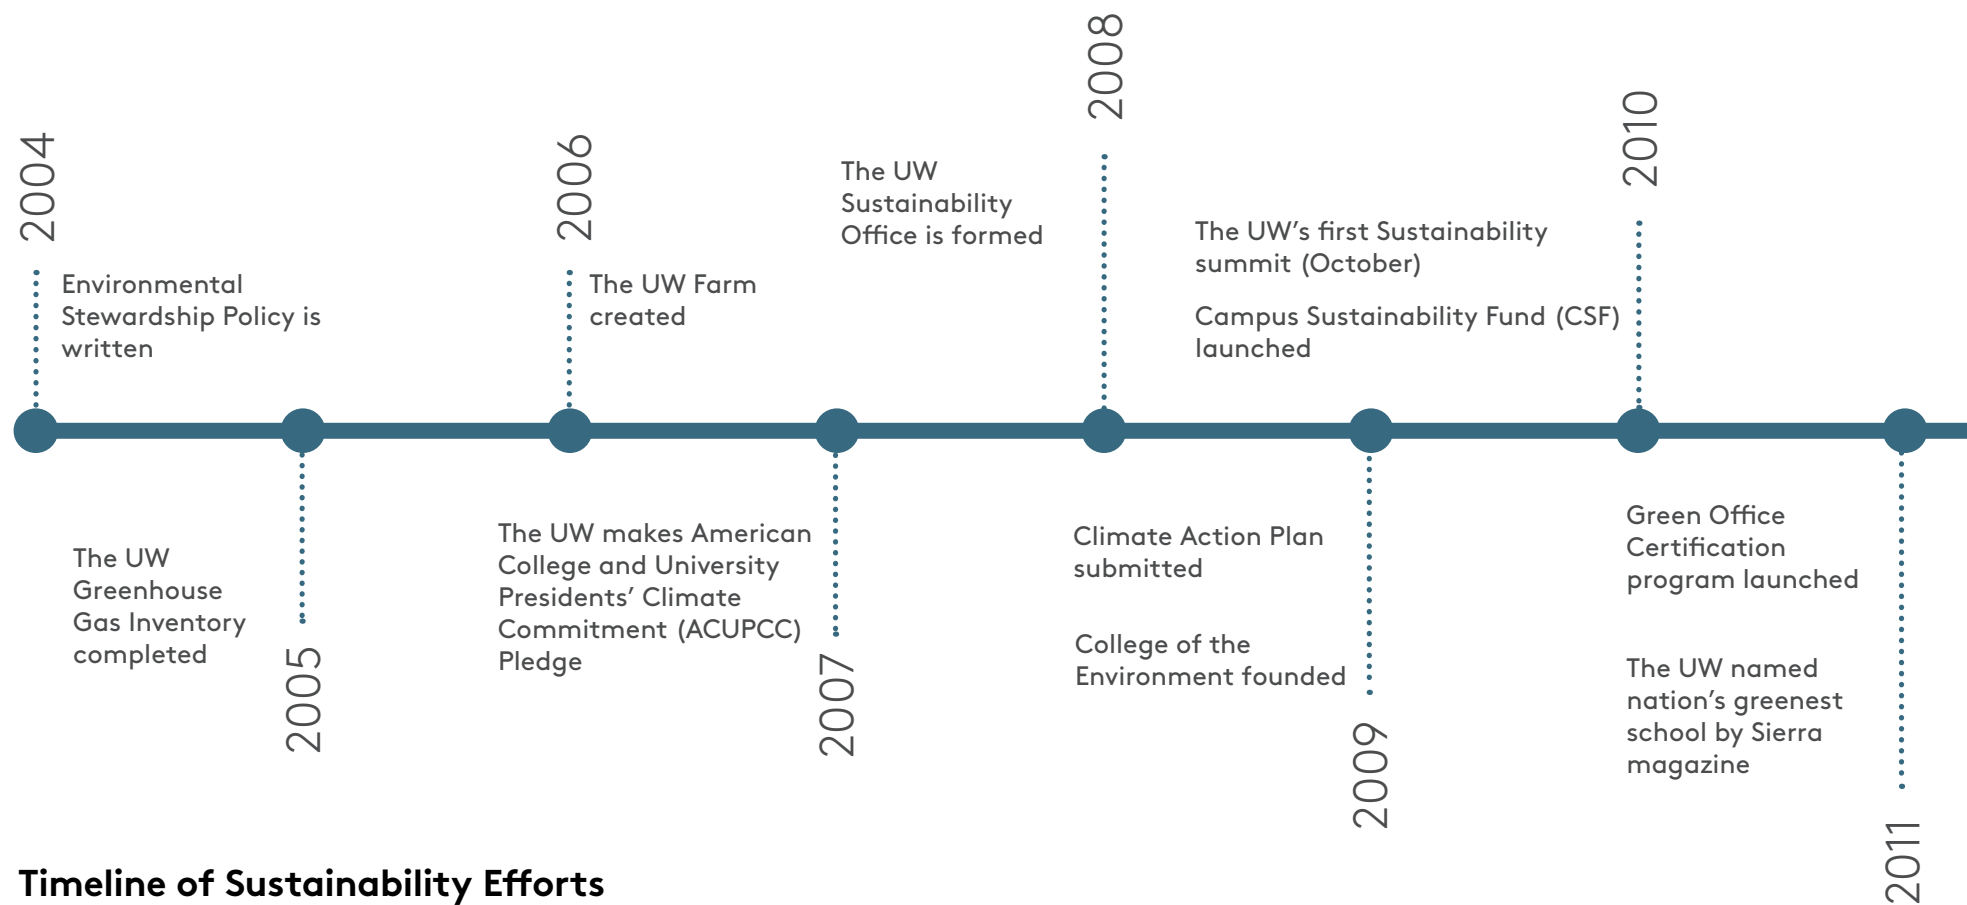 2004
Environmental
Stewardship Policy is
written
The UW
Greenhouse
Gas Inventory
completed
2005
2006
The UW Farm
created
The UW makes American
College and University
Presidents’ Climate
Commitment (ACUPCC)
Pledge
2007
The UW
Sustainability
Office is formed
2008
Climate Action Plan
submitted
College of the
Environment founded
2009
The UW’s first Sustainability
summit (October)
Campus Sustainability Fund (CSF)
launched
2010
Green Office
Certification
program launched
The UW named
nation’s greenest
school by Sierra
magazine
2011
Timeline of Sustainability Efforts